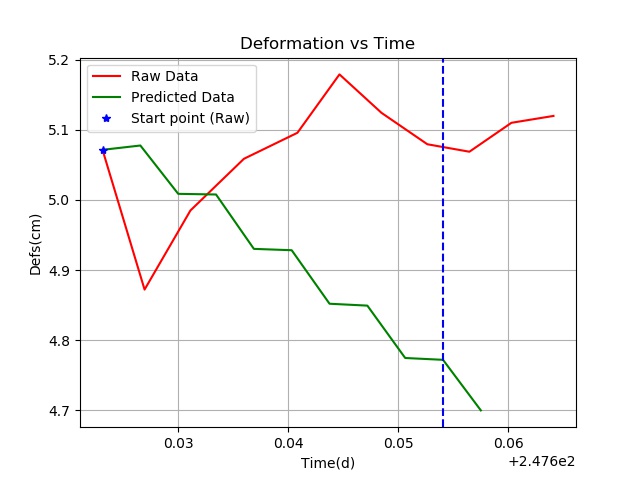 Deformation vs Time
Raw Data
Predicted Data
Start point (Raw)
Defs(cm)
5.2
5.1
5.0
4.9
4.8
4.7
0.03 0.04 0.05 0.06
Time(d)
+2.476e2